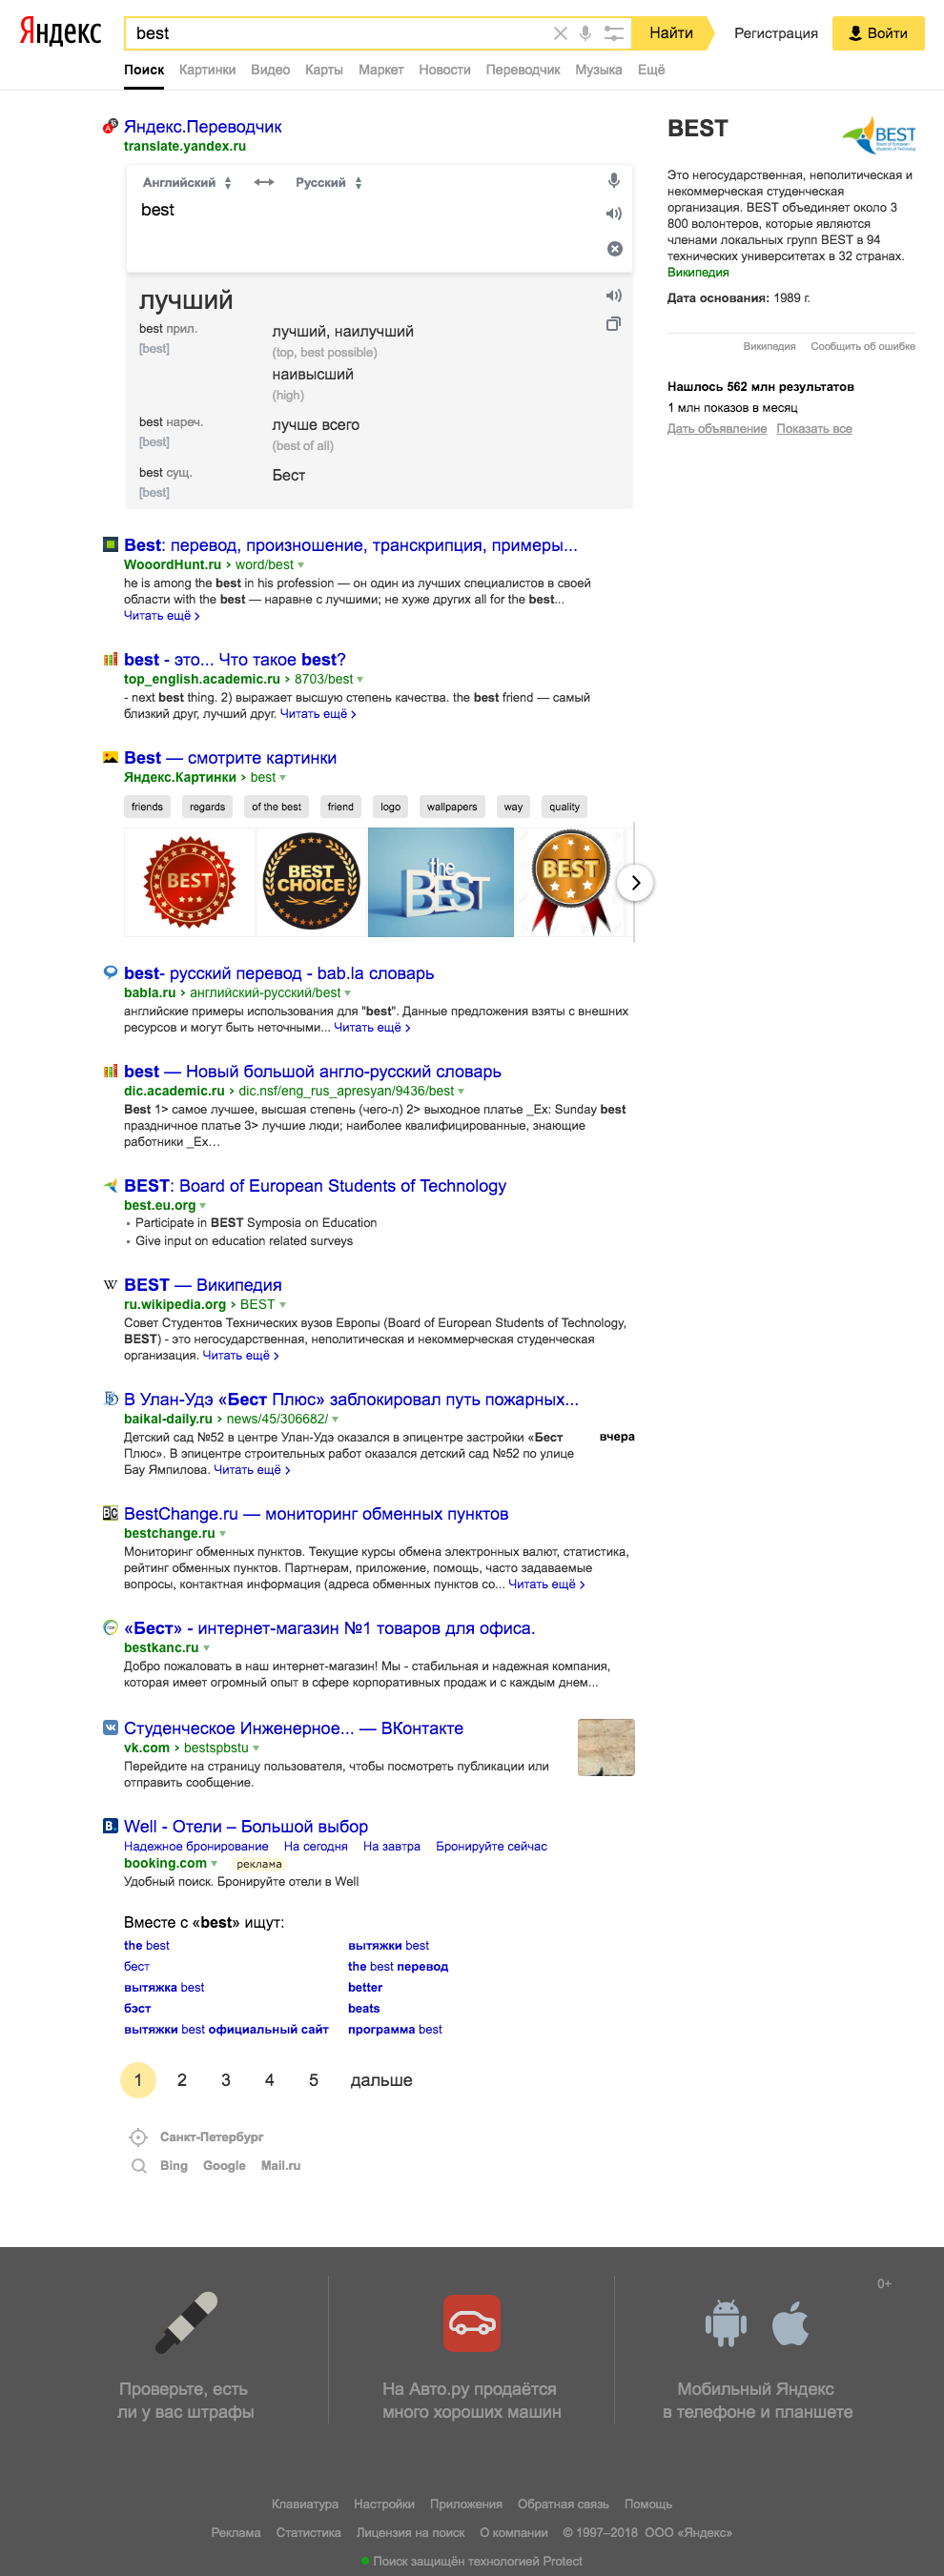 Яндекс
best
Найти
Регистрация
Войти
Поиск Картинки Видео Карты Маркет Новости Переводчик Музыка Ещё
Яндекс.Переводчик
translate.yandex.ru
Английский Русский
best
лучший
best прил.
[best]
лучший, наилучший
(top, best possible)
наивысший
(high)
best нареч.
[best]
лучше всего
(best of all)
best сущ.
[best]
Бест
BEST
BEST
Это негосударственная, неполитическая и
некоммерческая студенческая
организация. BEST объединяет около 3
800 волонтеров, которые являются
членами локальных групп BEST в 94
технических университетах в 32 странах.
Википедия
Дата основания: 1989 г.
Википедия Сообщить об ошибке
Нашлось 562 млн результатов
1 млн показов в месяц
Дать объявление Показать все
Best: перевод, произношение, транскрипция, примеры...
WooordHunt.ru › word/best
he is among the best in his profession — он один из лучших специалистов в своей
области with the best — наравне с лучшими; не хуже других all for the best...
Читать ещё ›
best - это... Что такое best?
top_english.academic.ru › 8703/best
- next best thing. 2) выражает высшую степень качества. the best friend — самый
близкий друг, лучший друг. Читать ещё ›
Best — смотрите картинки
Яндекс.Картинки › best
friends regards of the best friend logo wallpapers way quality
BEST
BEST
CHOICE
the
BEST
BEST
best- русский перевод - bab.la словарь
babla.ru › английский-русский/best
английские примеры использования для "best". Данные предложения взяты с внешних
ресурсов и могут быть неточными... Читать ещё ›
best — Новый большой англо-русский словарь
dic.academic.ru › dic.nsf/eng_rus_apresyan/9436/best
Best 1> самое лучшее, высшая степень (чего-л) 2> выходное платье _Ex: Sunday best
праздничное платье 3> лучшие люди; наиболее квалифицированные, знающие
работники _Ex…
BEST: Board of European Students of Technology
best.eu.org
• Participate in BEST Symposia on Education
• Give input on education related surveys
W
BEST — Википедия
ru.wikipedia.org › BEST
Совет Студентов Технических вузов Европы (Board of European Students of Technology,
BEST) - это негосударственная, неполитическая и некоммерческая студенческая
организация. Читать ещё ›
В Улан-Удэ «Бест Плюс» заблокировал путь пожарных...
baikal-daily.ru › news/45/306682/
Детский сад №52 в центре Улан-Удэ оказался в эпицентре застройки «Бест
Плюс». В эпицентре строительных работ оказался детский сад №52 по улице
Бау Ямпилова. Читать ещё ›
вчера
BC
BestChange.ru — мониторинг обменных пунктов
bestchange.ru
Мониторинг обменных пунктов. Текущие курсы обмена электронных валют, статистика,
рейтинг обменных пунктов. Партнерам, приложение, помощь, часто задаваемые
вопросы, контактная информация (адреса обменных пунктов со... Читать ещё ›
«Бест» - интернет-магазин №1 товаров для офиса.
bestkanc.ru
Добро пожаловать в наш интернет-магазин! Мы - стабильная и надежная компания,
которая имеет огромный опыт в сфере корпоративных продаж и с каждым днем...
Студенческое Инженерное... — ВКонтакте
vk.com › bestspbstu
Перейдите на страницу пользователя, чтобы посмотреть публикации или
отправить сообщение.
B.
Well - Отели – Большой выбор
Надежное бронирование На сегодня На завтра Бронируйте сейчас
booking.com реклама
Удобный поиск. Бронируйте отели в Well
Вместе с «best» ищут:
the best
бест
вытяжка best
бэст
вытяжки best официальный сайт
вытяжки best
the best перевод
better
beats
программа best
1 2 3 4 5 дальше
Санкт-Петербург
Bing Google Mail.ru
0+
Проверьте, есть
ли у вас штрафы
На Авто.ру продаётся
много хороших машин
Мобильный Яндекс
в телефоне и планшете
Клавиатура Настройки Приложения Обратная связь Помощь
Реклама Статистика Лицензия на поиск О компании © 1997–2018 ООО «Яндекс»
Поиск защищён технологией Protect